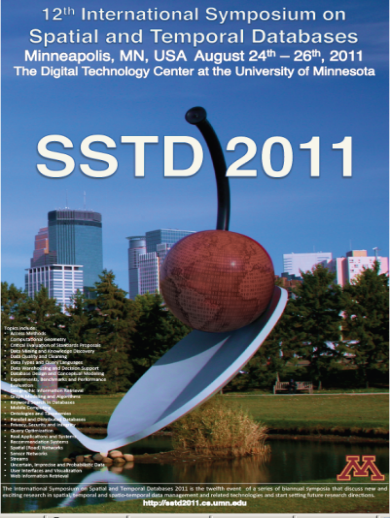 12th International Symposium on
Spatial and Temporal Databases
Minneapolis, MN, USA August 24th – 26th, 2011
The Digital Technology Center at the University of Minnesota
SSTD 2011
Topics include:
• Access Methods
• Computational Geometry
• Critical Evaluation of Standards Proposals
• Data Mining and Knowledge Discovery
• Data Quality and Cleaning
• Data Types and Query Languages
• Data Warehousing and Decision Support
• Database Design and Conceptual Modeling
• Experiments, Benchmarks and Performance
Evaluation
• Geographic Information Retrieval
• Graph Modeling and Algorithms
• Keyword Search in Databases
• Mobile Computing
• Ontologies and Taxonomies
• Parallel and Distributed Databases
• Privacy, Security and Integrity
• Query Optimization
• Real Applications and Systems
• Recommendation Systems
• Spatial (Road) Networks
• Sensor Networks
• Streams
• Uncertain, Imprecise and Probabilistic Data
• User Interfaces and Visualization
• Web Information Retrieval
M
The International Symposium on Spatial and Temporal Databases 2011 is the twelfth event of a series of biannual symposia that discuss new and
exciting research in spatial, temporal and spatio-temporal data management and related technologies and start setting future research directions.
http://sstd2011.cs.umn.edu